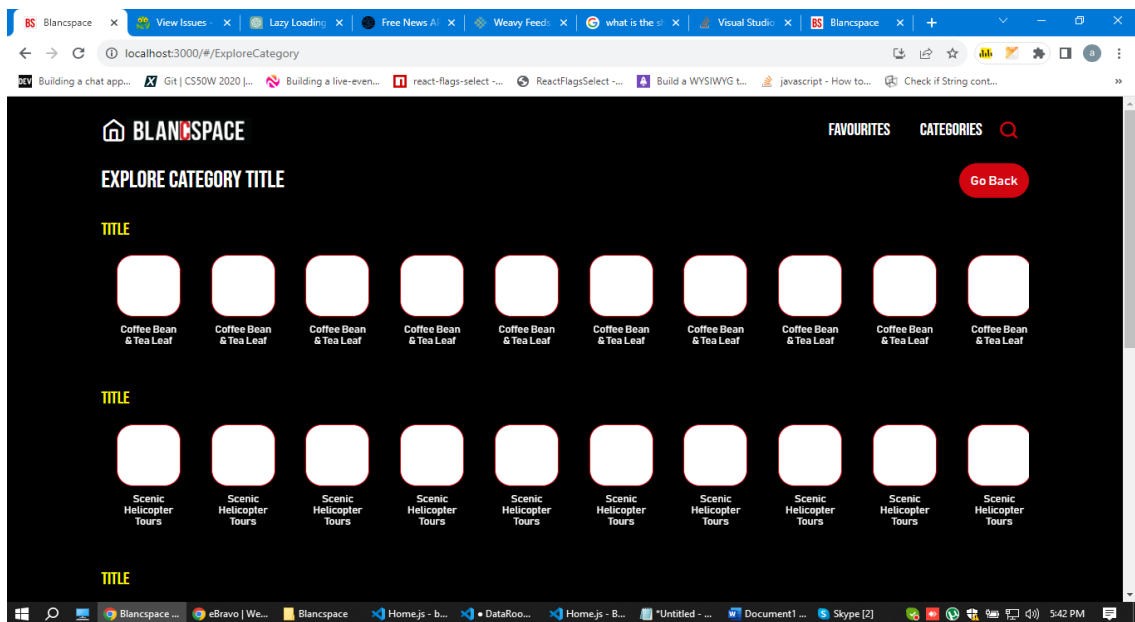 BS Blancspace
View Issues -
Lazy Loading
Free News AP
Weavy Feeds
G what is the sh
Visual Studio
BS Blancspace
localhost:3000/#/ExploreCategory
a
DEV Building a chat app...
Git | CS50W 2020 |...
Building a live-even...
react-flags-select -...
ReactFlagsSelect -...
Build a WYSIWYG t...
javascript - How to...
Check if String cont...
»
BLANCSPACE
FAVOURITES
CATEGORIES
EXPLORE CATEGORY TITLE
Go Back
TITLE
Coffee Bean Coffee Bean Coffee Bean Coffee Bean Coffee Bean Coffee Bean Coffee Bean Coffee Bean Coffee Bean Coffee Bean
& Tea Leaf & Tea Leaf & Tea Leaf & Tea Leaf & Tea Leaf & Tea Leaf & Tea Leaf & Tea Leaf & Tea Leaf & Tea Leaf
TITLE
Scenic Scenic Scenic Scenic Scenic Scenic Scenic Scenic Scenic Scenic
Helicopter Helicopter Helicopter Helicopter Helicopter Helicopter Helicopter Helicopter Helicopter Helicopter
Tours Tours Tours Tours Tours Tours Tours Tours Tours Tours
TITLE
Blancspace ...
eBravo | We...
Blancspace
Home.js - b...
● DataRoo...
Home.js - B...
*Untitled - ...
Document1 ...
Skype [2]
5:42 PM